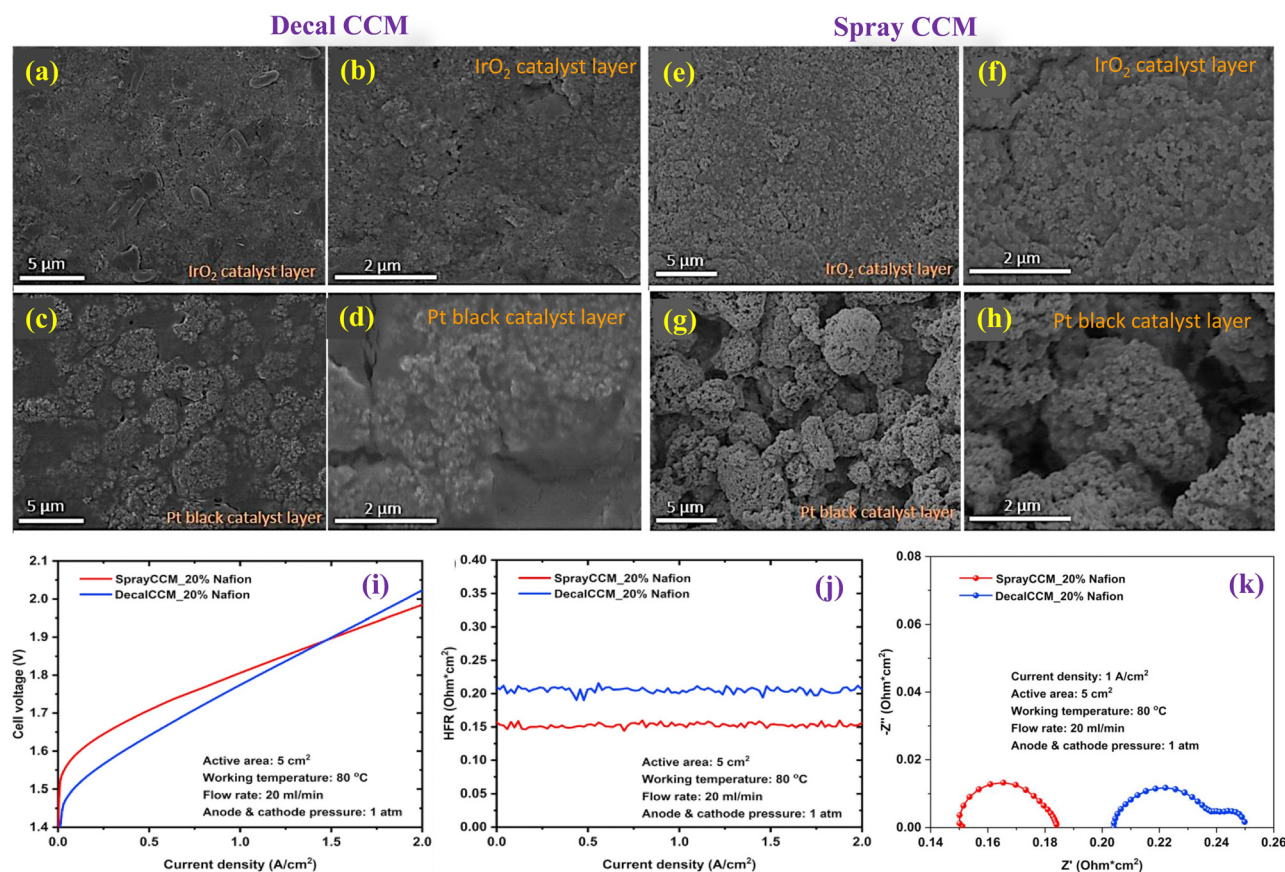 Decal CCM
Spray CCM
(a)
IrO₂ catalyst layer
5 μm
(b)
IrO₂ catalyst layer
2 μm
(e)
IrO₂ catalyst layer
5 μm
(f)
IrO₂ catalyst layer
2 μm
(c)
Pt black catalyst layer
5 μm
(d)
Pt black catalyst layer
2 μm
(g)
Pt black catalyst layer
5 μm
(h)
Pt black catalyst layer
2 μm
(i)
SprayCCM_20% Nafion
DecalCCM_20% Nafion
Cell voltage (V)
2.1
2.0
1.9
1.8
1.7
1.6
1.5
1.4
Active area: 5 cm²
Working temperature: 80 °C
Flow rate: 20 ml/min
Anode & cathode pressure: 1 atm
0.0 0.5 1.0 1.5 2.0
Current density (A/cm²)
(j)
SprayCCM_20% Nafion
DecalCCM_20% Nafion
HFR (Ohm*cm²)
0.40
0.35
0.30
0.25
0.20
0.15
0.10
0.05
0.00
Active area: 5 cm²
Working temperature: 80 °C
Flow rate: 20 ml/min
Anode & cathode pressure: 1 atm
0.0 0.5 1.0 1.5 2.0
Current density (A/cm²)
(k)
SprayCCM_20% Nafion
DecalCCM_20% Nafion
-Z'' (Ohm*cm²)
0.08
0.06
0.04
0.02
0.00
Current density: 1 A/cm²
Active area: 5 cm²
Working temperature: 80 °C
Flow rate: 20 ml/min
Anode & cathode pressure: 1 atm
0.14 0.16 0.18 0.20 0.22 0.24 0.26
Z' (Ohm*cm²)